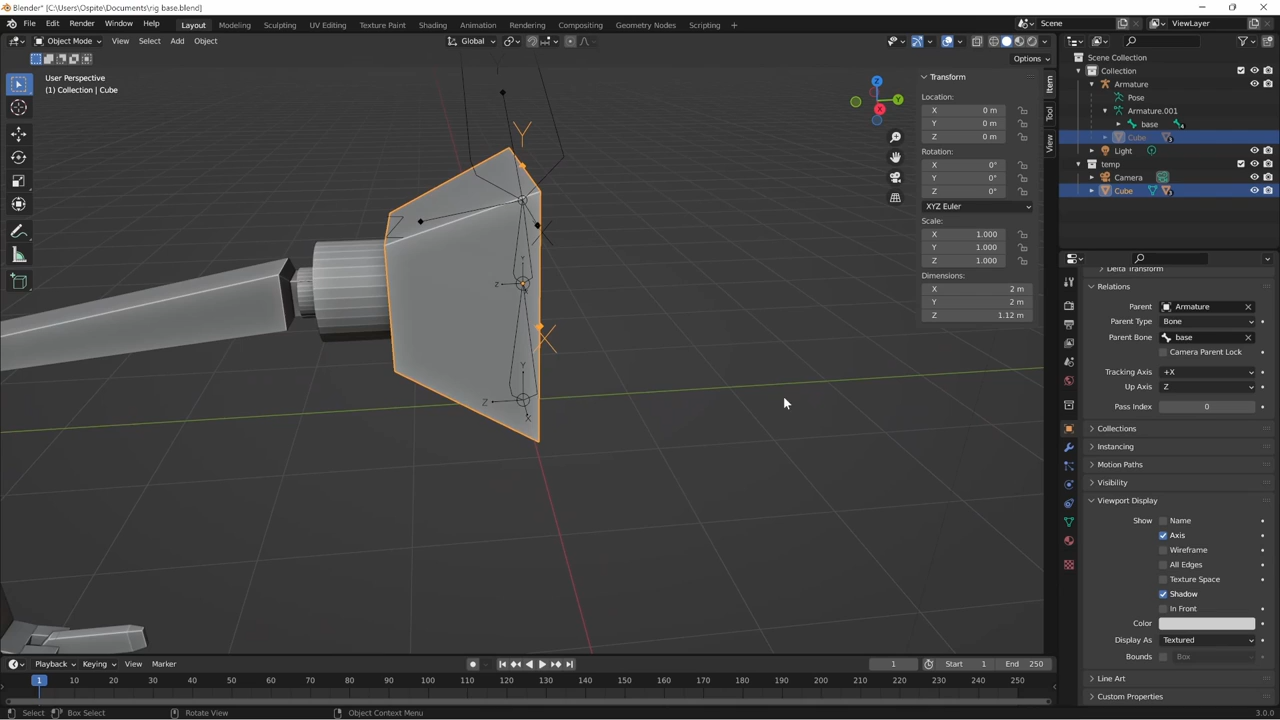 Blender* [C:\Users\Ospite\Documents\rig base.blend]
File Edit Render Window Help Layout Modeling Sculpting UV Editing Texture Paint Shading Animation Rendering Compositing Geometry Nodes Scripting + Scene ViewLayer
Object Mode View Select Add Object Global
Options
User Perspective
(1) Collection | Cube
Transform
Location:
X 0 m
Y 0 m
Z 0 m
Rotation:
X 0°
Y 0°
Z 0°
XYZ Euler
Scale:
X 1.000
Y 1.000
Z 1.000
Dimensions:
X 2 m
Y 2 m
Z 1.12 m
Item
Tool
View
Z
Y
X
Y
Z
X
Y
Z
Y
Z
X
Scene Collection
Collection
Armature
Pose
Armature.001
base
Cube
Light
temp
Camera
Cube
Delta Transform
Relations
Parent Armature
Parent Type Bone
Parent Bone base
Camera Parent Lock
Tracking Axis +X
Up Axis Z
Pass Index 0
Collections
Instancing
Motion Paths
Visibility
Viewport Display
Show Name
Axis
Wireframe
All Edges
Texture Space
Shadow
In Front
Color
Display As Textured
Bounds Box
Line Art
Custom Properties
Playback Keying View Marker 1 Start 1 End 250
1 10 20 30 40 50 60 70 80 90 100 110 120 130 140 150 160 170 180 190 200 210 220 230 240 250
Select Box Select Rotate View Object Context Menu 3.0.0